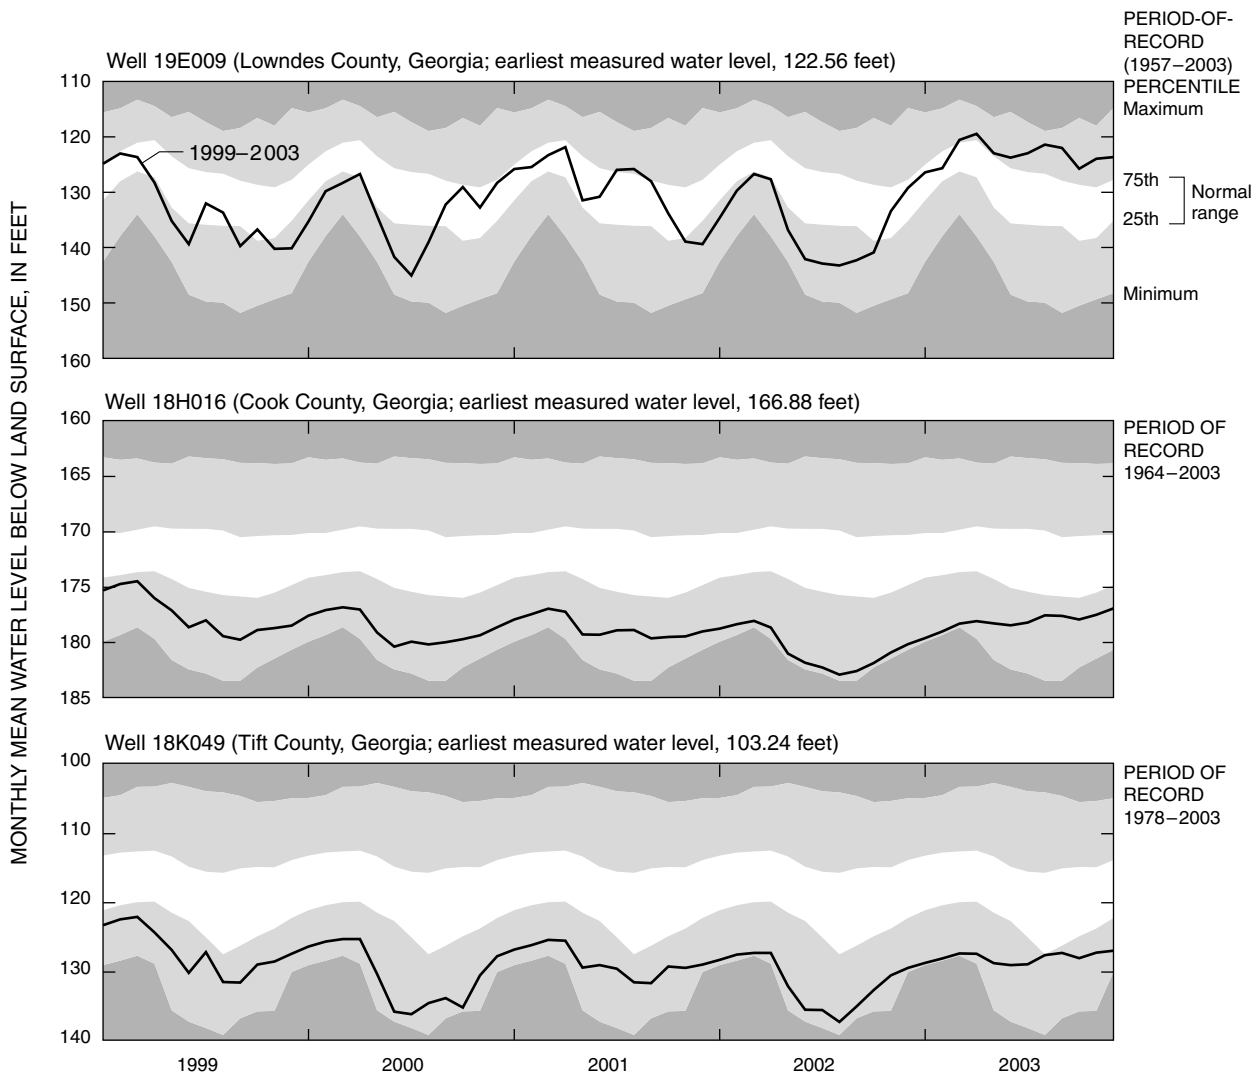 MONTHLY MEAN WATER LEVEL BELOW LAND SURFACE, IN FEET
Well 19E009 (Lowndes County, Georgia; earliest measured water level, 122.56 feet)
110
120
130
140
150
160
1999–2003
PERIOD-OF-
RECORD
(1957–2003)
PERCENTILE
Maximum
75th
25th
Normal
range
Minimum
Well 18H016 (Cook County, Georgia; earliest measured water level, 166.88 feet)
160
165
170
175
180
185
PERIOD OF
RECORD
1964–2003
Well 18K049 (Tift County, Georgia; earliest measured water level, 103.24 feet)
100
110
120
130
140
PERIOD OF
RECORD
1978–2003
1999 2000 2001 2002 2003